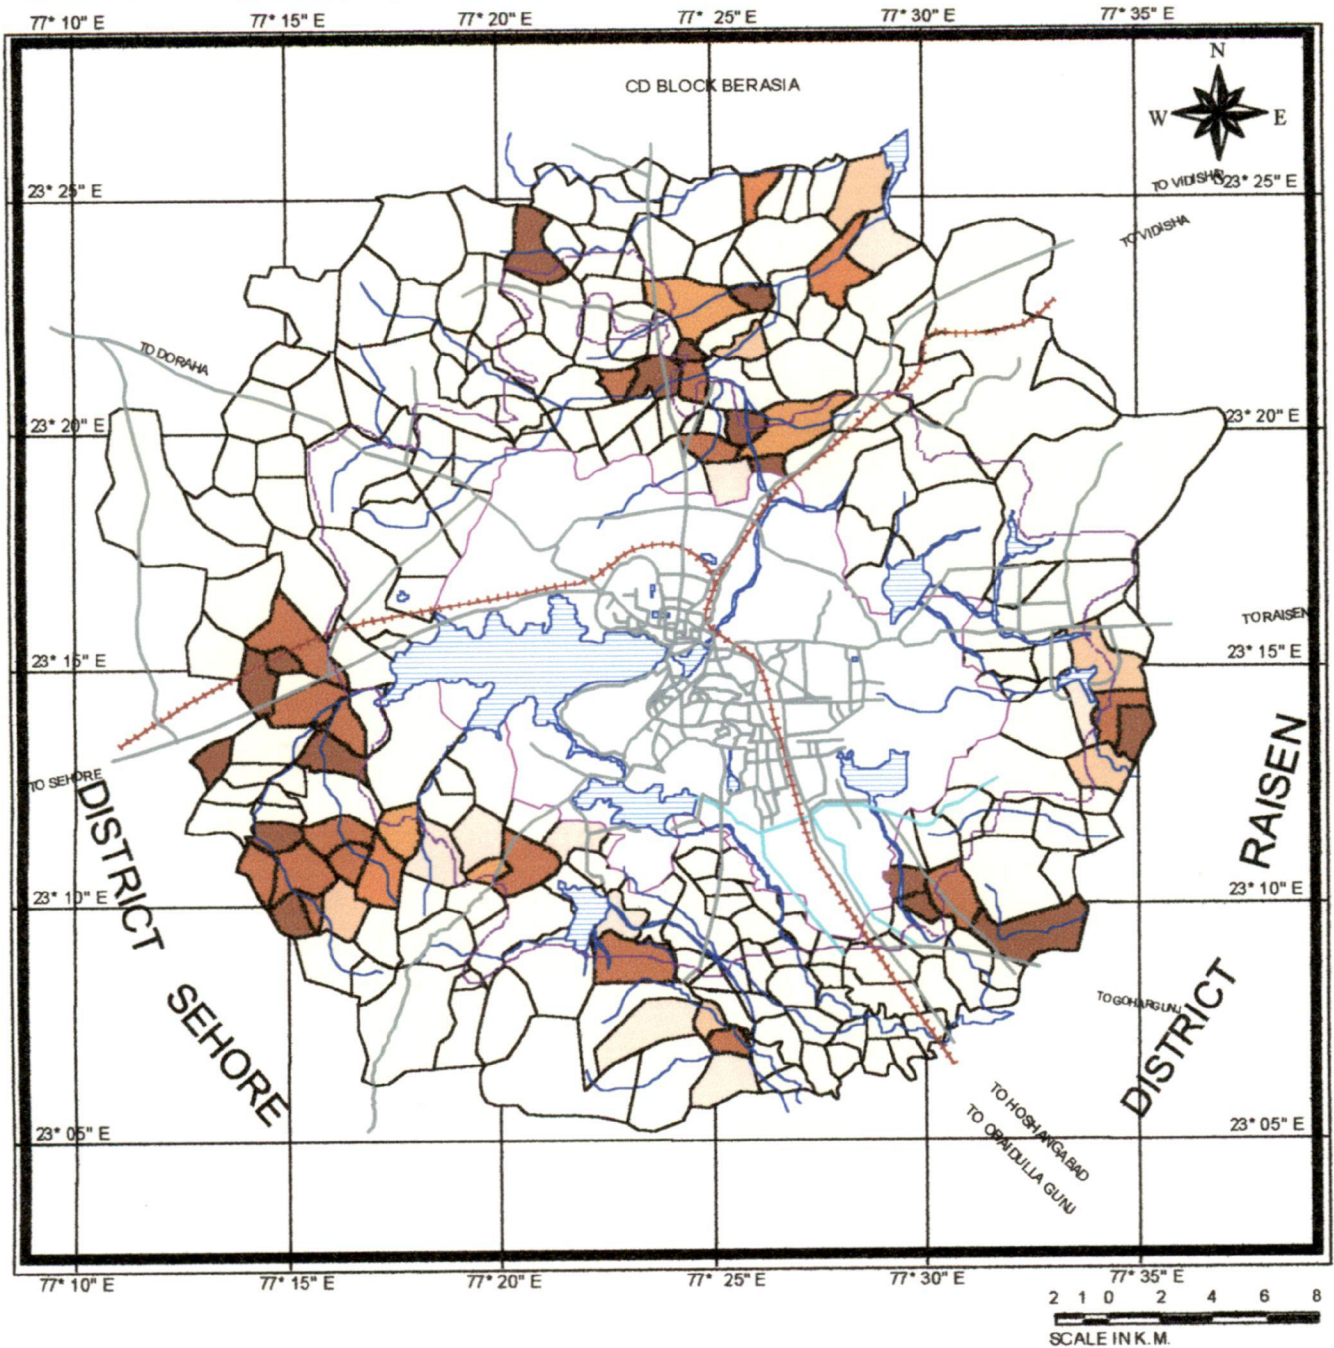 77* 10" E 77* 15" E 77* 20" E 77* 25" E 77* 30" E 77* 35" E
N
CD BLOCK BERASIA
W E
TO VIDISHA
S
23* 25" E 23* 25" E
TO VIDISHA
TO DORAHA
23* 20" E 23* 20" E
TO RAISEN
23* 15" E 23* 15" E
TO SEHORE
DISTRICT
SEHORE
RAISEN
DISTRICT
23* 10" E 23* 10" E
TO GOHARGUNJ
TO HOSHANGABAD
TO OBAIDULLA GUNJ
23* 05" E 23* 05" E
77* 10" E 77* 15" E 77* 20" E 77* 25" E 77* 30" E 77* 35" E
2 1 0 2 4 6 8
SCALE IN K.M.